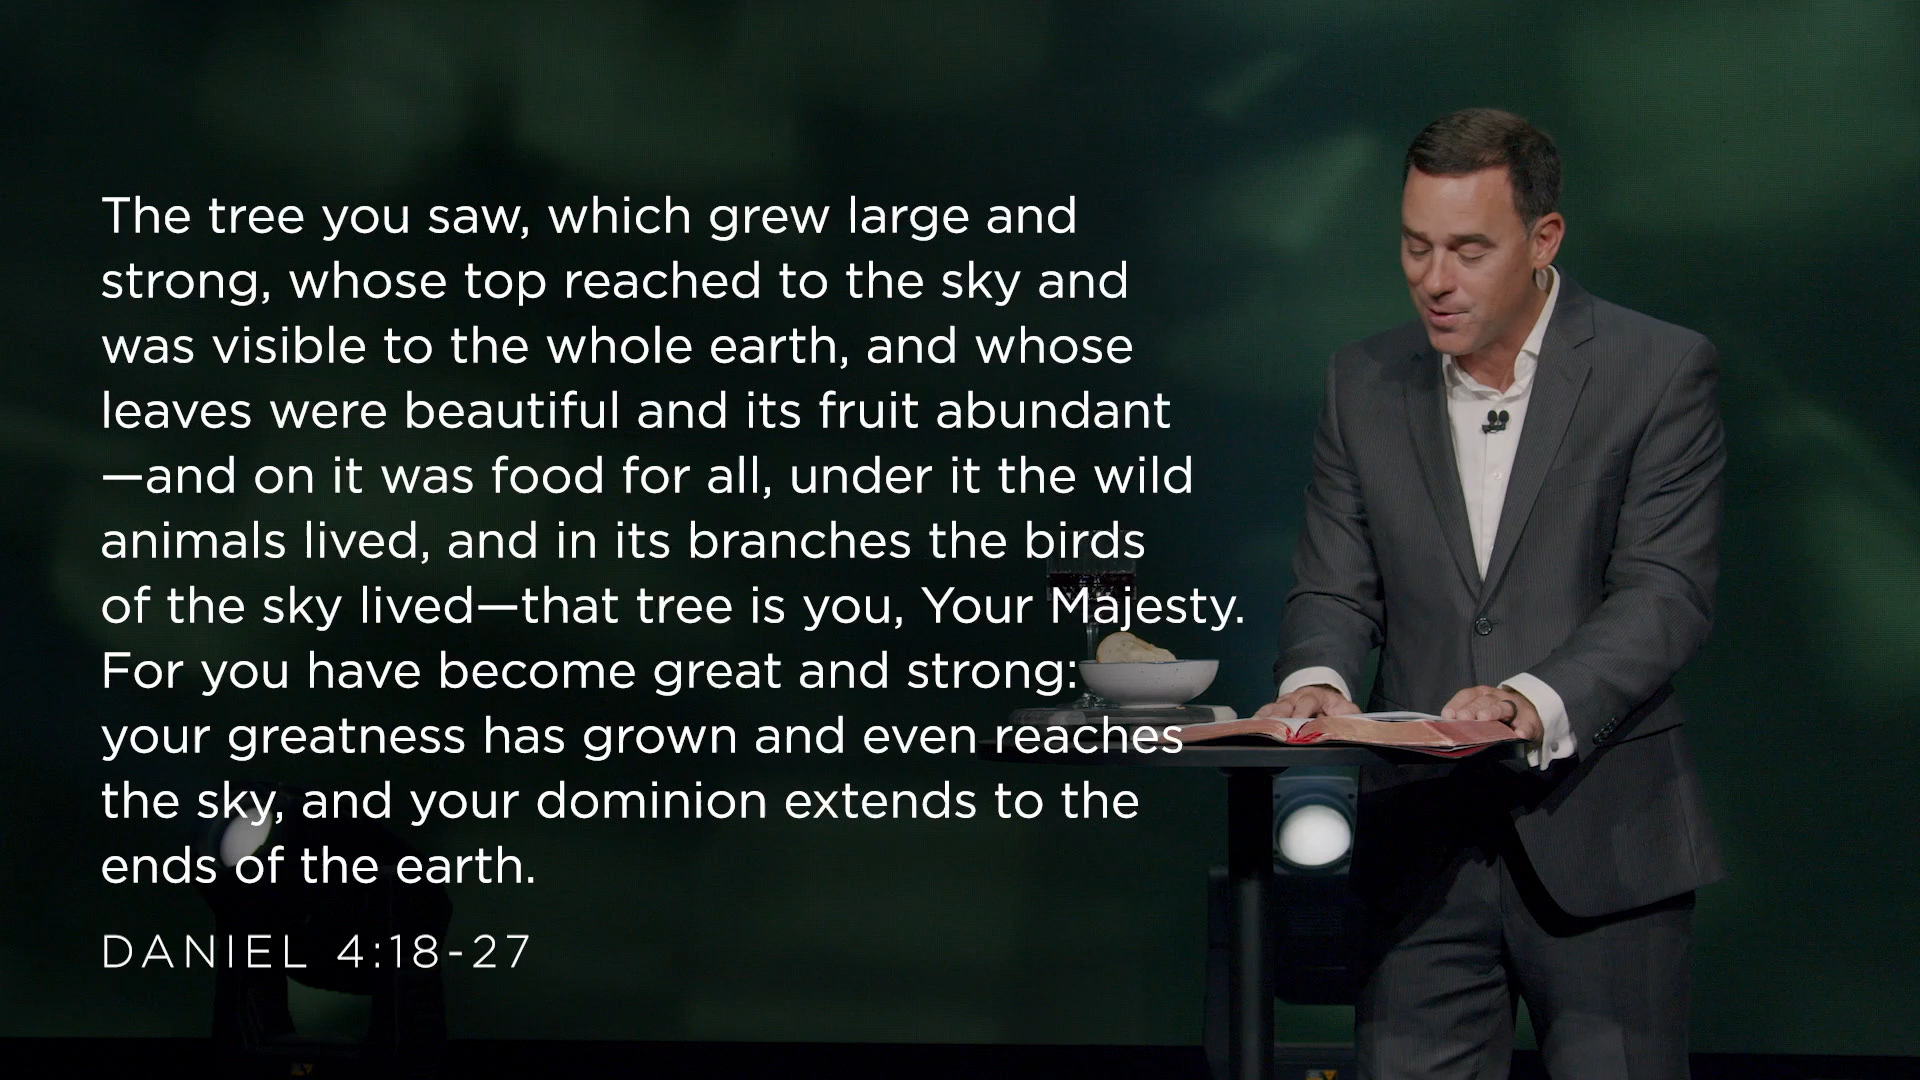 The tree you saw, which grew large and
strong, whose top reached to the sky and
was visible to the whole earth, and whose
leaves were beautiful and its fruit abundant
—and on it was food for all, under it the wild
animals lived, and in its branches the birds
of the sky lived—that tree is you, Your Majesty.
For you have become great and strong:
your greatness has grown and even reaches
the sky, and your dominion extends to the
ends of the earth.
DANIEL 4:18-27